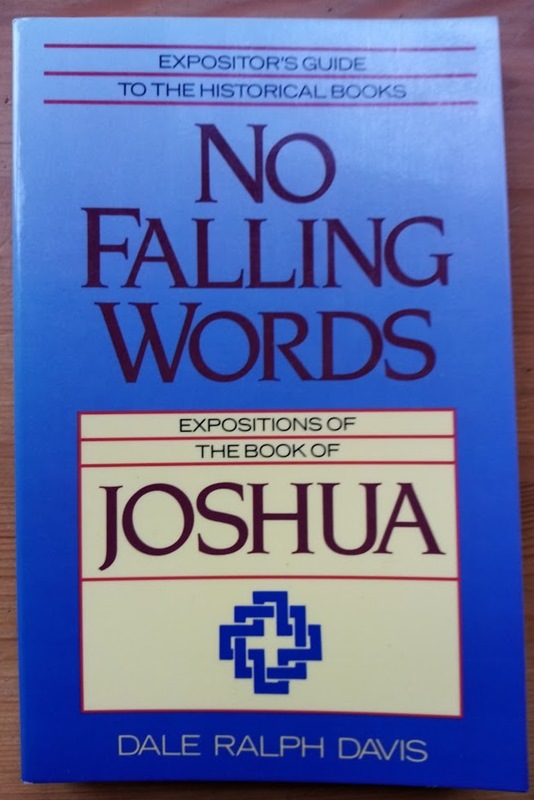 EXPOSITOR'S GUIDE
TO THE HISTORICAL BOOKS
NO
FALLING
WORDS
EXPOSITIONS OF
THE BOOK OF
JOSHUA
DALE RALPH DAVIS